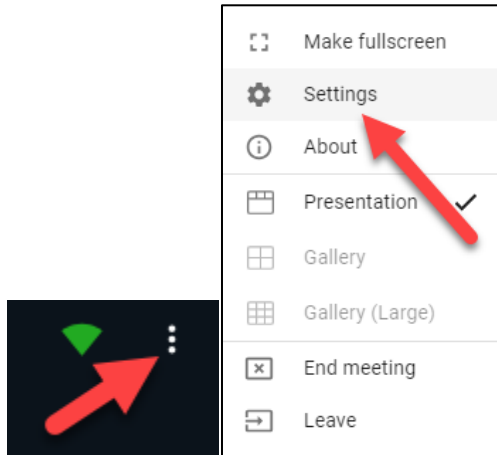 Make fullscreen
Settings
About
Presentation
Gallery
Gallery (Large)
End meeting
Leave